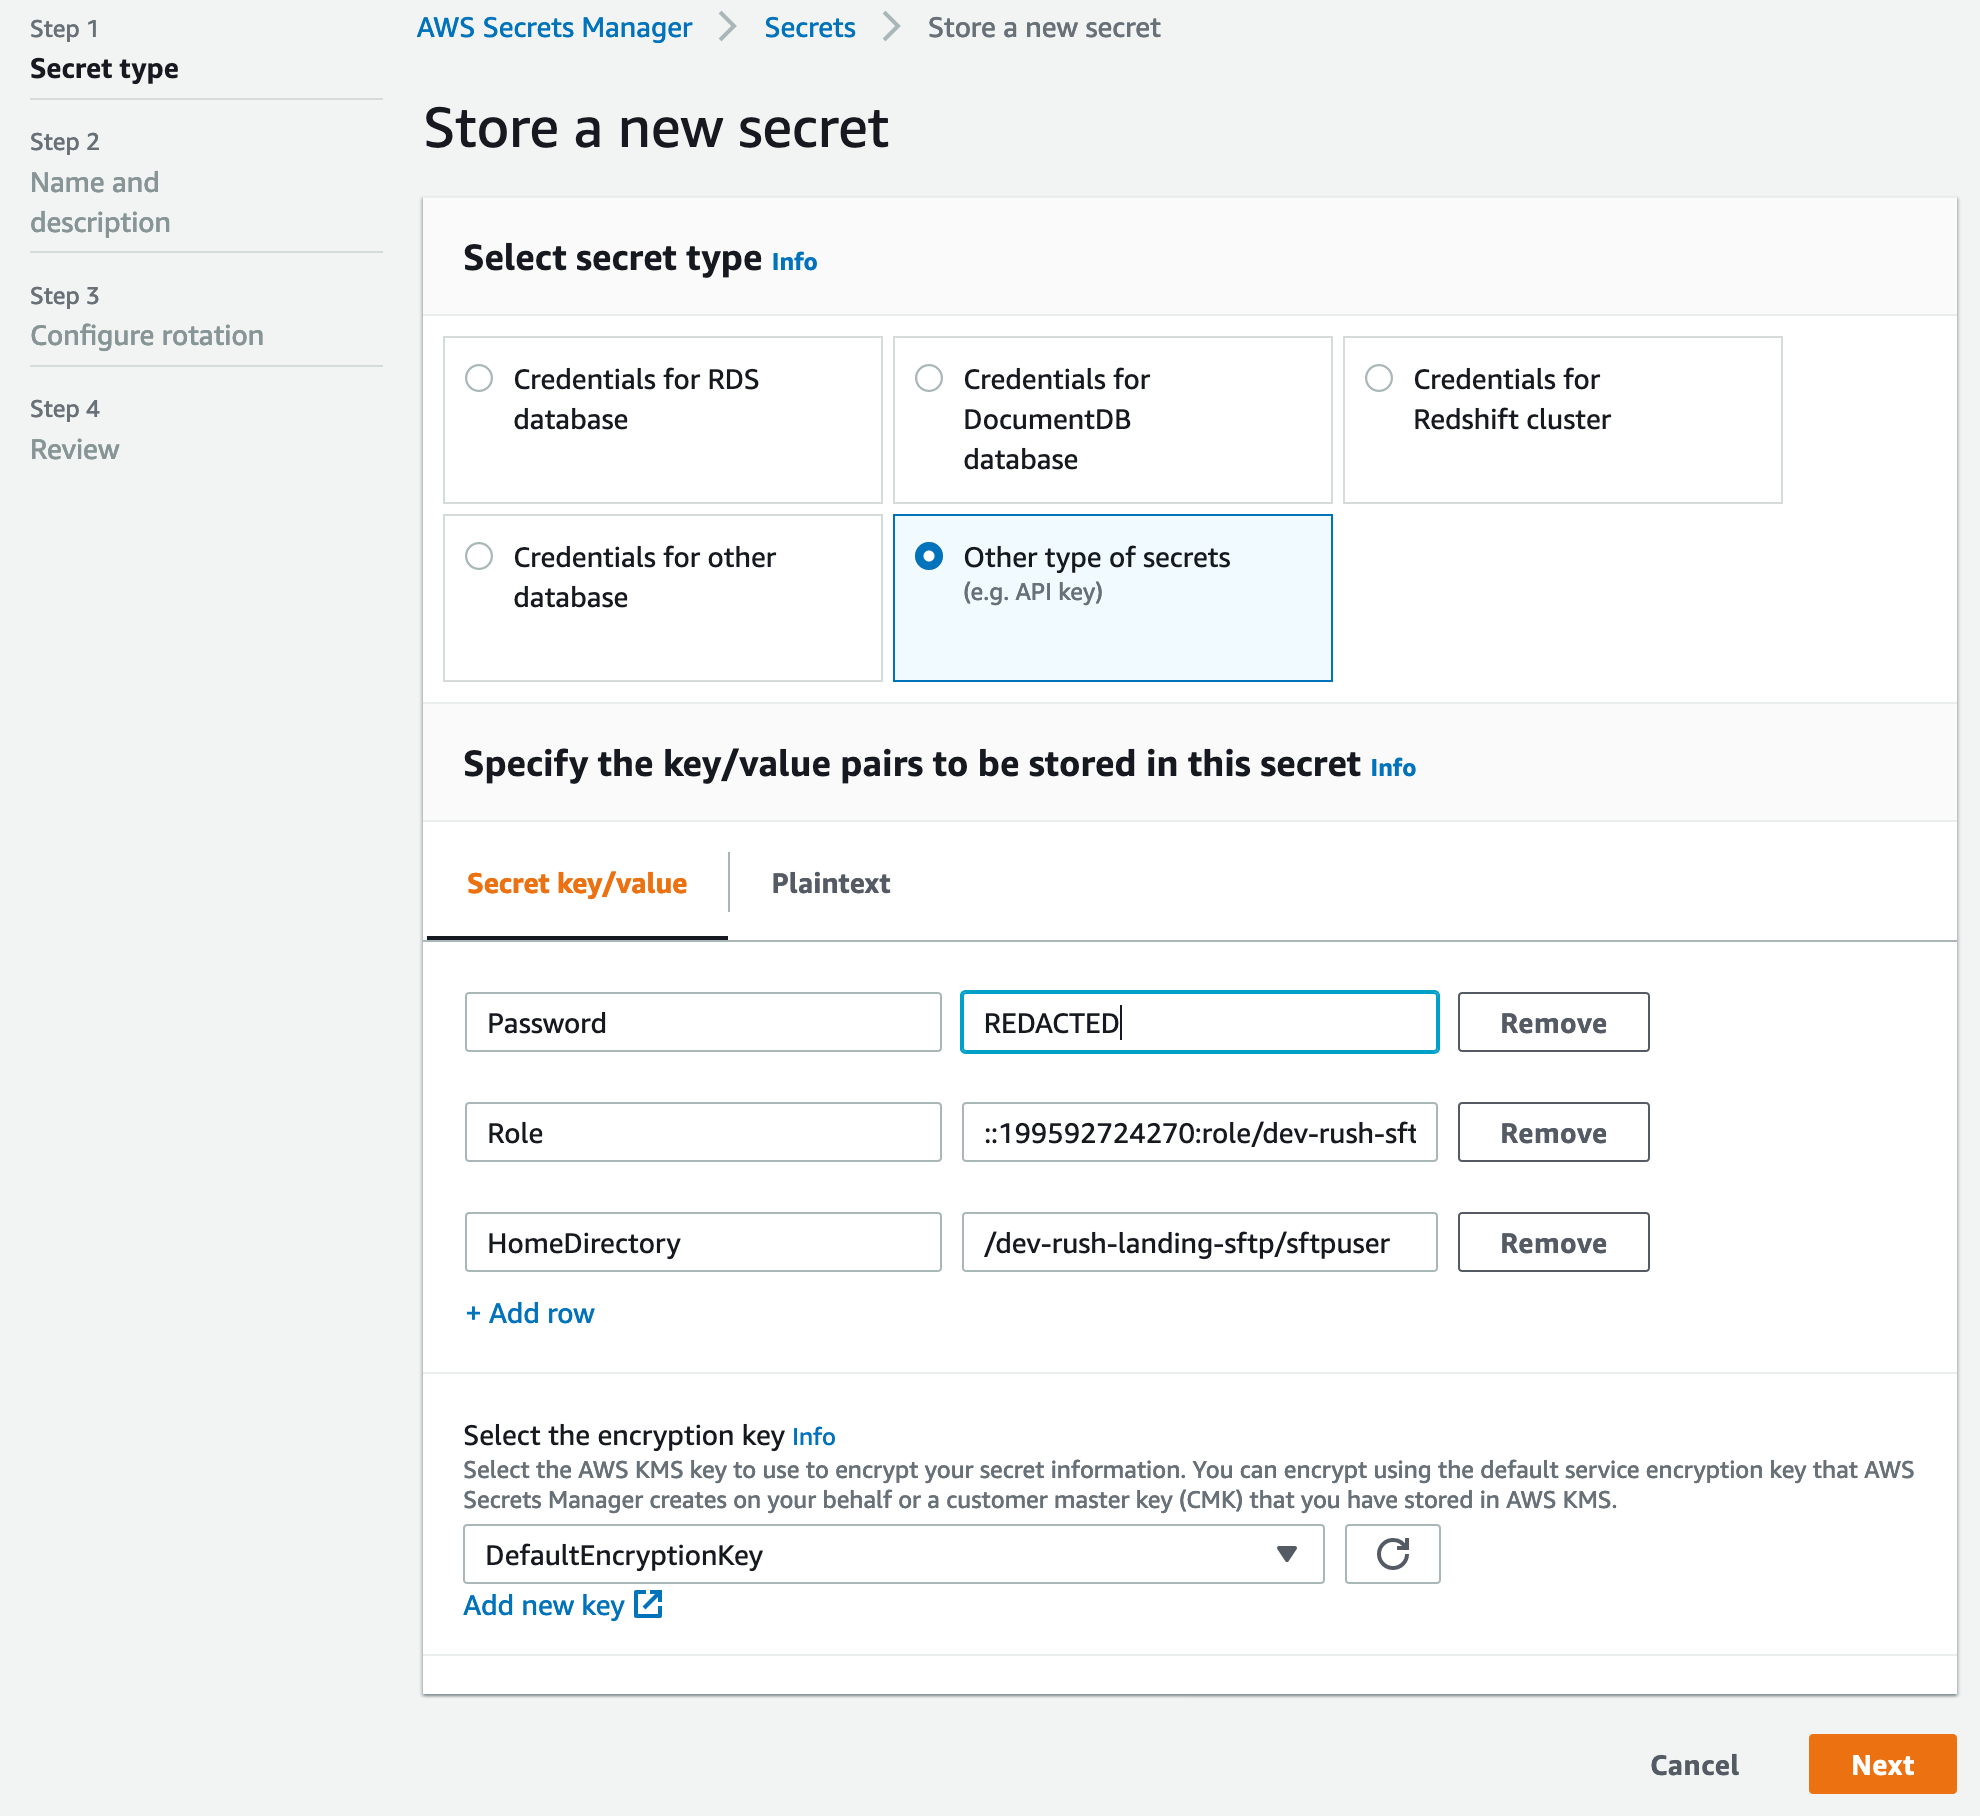 Step 1
Secret type
Step 2
Name and
description
Step 3
Configure rotation
Step 4
Review
AWS Secrets Manager > Secrets > Store a new secret
Store a new secret
Select secret type Info
Credentials for RDS
database
Credentials for
DocumentDB
database
Credentials for
Redshift cluster
Credentials for other
database
Other type of secrets
(e.g. API key)
Specify the key/value pairs to be stored in this secret Info
Secret key/value
Plaintext
Password
REDACTED
Remove
Role
::199592724270:role/dev-rush-sft
Remove
HomeDirectory
/dev-rush-landing-sftp/sftpuser
Remove
+ Add row
Select the encryption key Info
Select the AWS KMS key to use to encrypt your secret information. You can encrypt using the default service encryption key that AWS
Secrets Manager creates on your behalf or a customer master key (CMK) that you have stored in AWS KMS.
DefaultEncryptionKey
Add new key
Cancel
Next